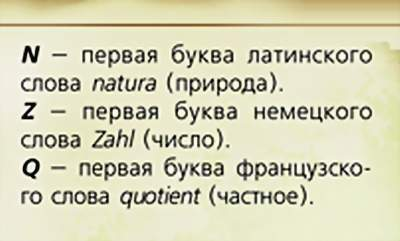 N – первая буква латинского
слова natura (природа).
Z – первая буква немецкого
слова Zahl (число).
Q – первая буква французско-
го слова quotient (частное).